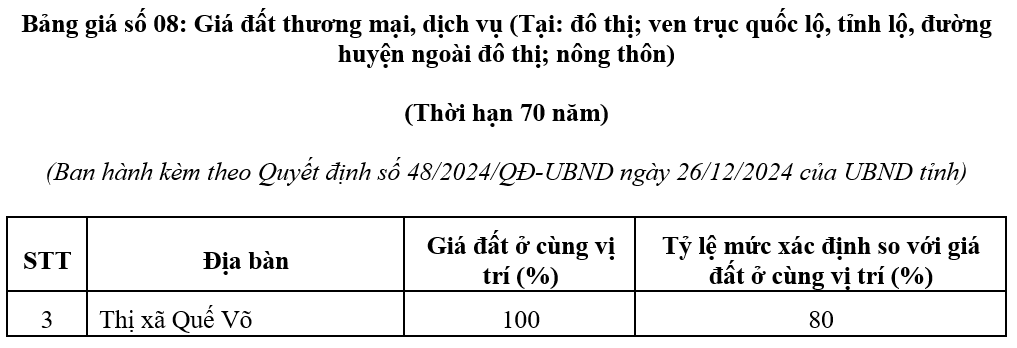 Bảng giá số 08: Giá đất thương mại, dịch vụ (Tại: đô thị; ven trục quốc lộ, tỉnh lộ, đường
huyện ngoài đô thị; nông thôn)
(Thời hạn 70 năm)
(Ban hành kèm theo Quyết định số 48/2024/QĐ-UBND ngày 26/12/2024 của UBND tỉnh)
STT Địa bàn Giá đất ở cùng vị trí (%) Tỷ lệ mức xác định so với giá đất ở cùng vị trí (%)
3 Thị xã Quế Võ 100 80